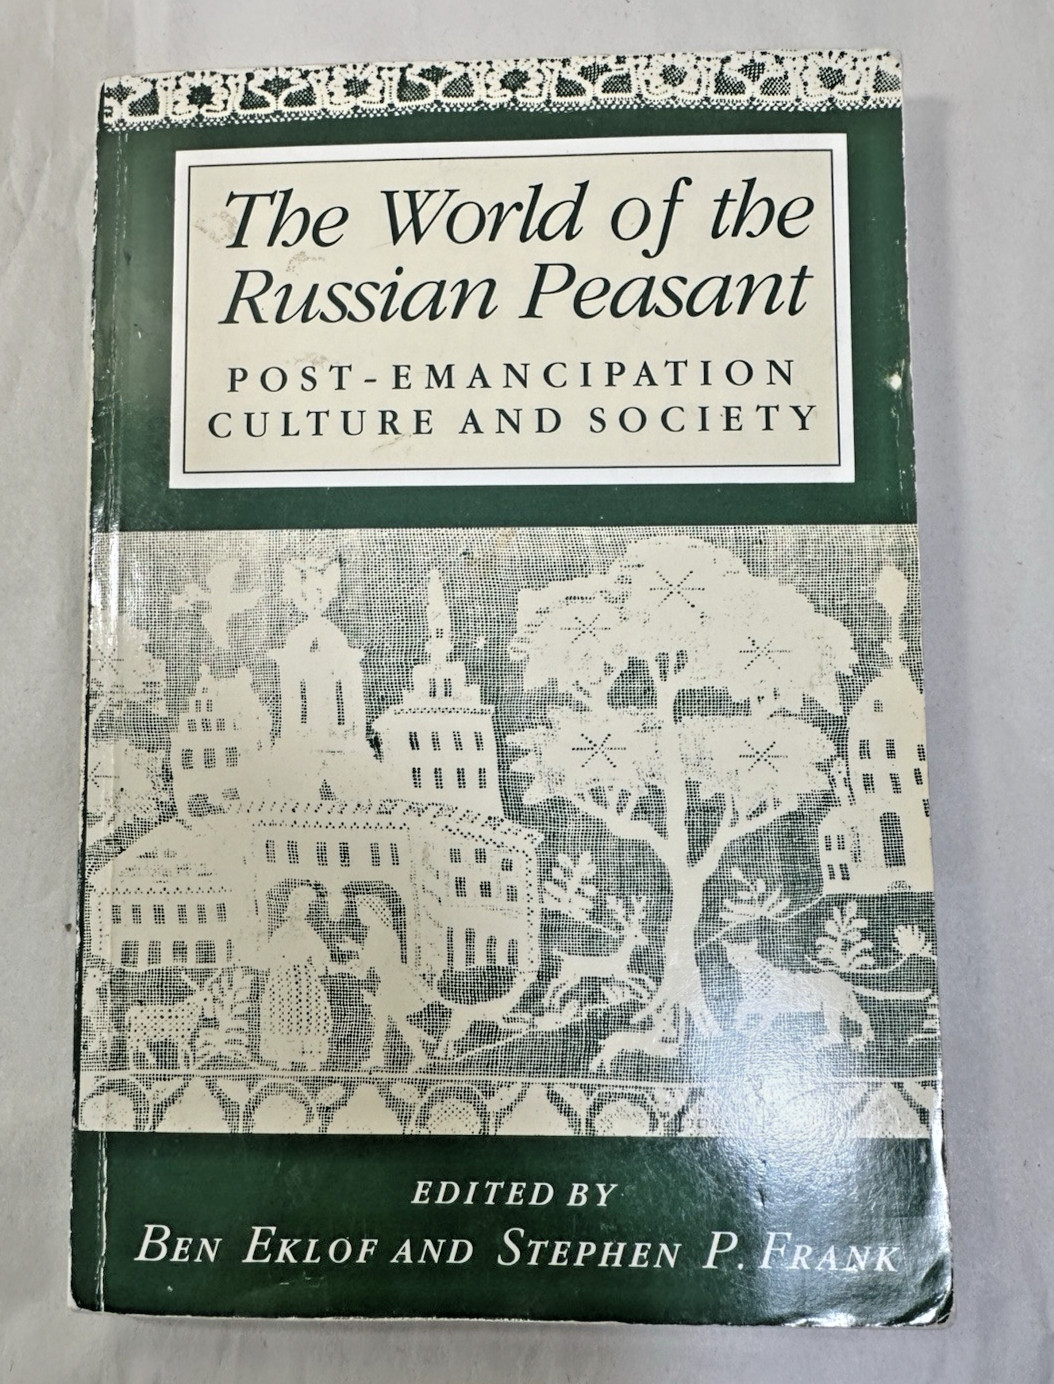 The World of the
Russian Peasant
POST-EMANCIPATION
CULTURE AND SOCIETY
EDITED BY
BEN EKLOF AND STEPHEN P. FRANK